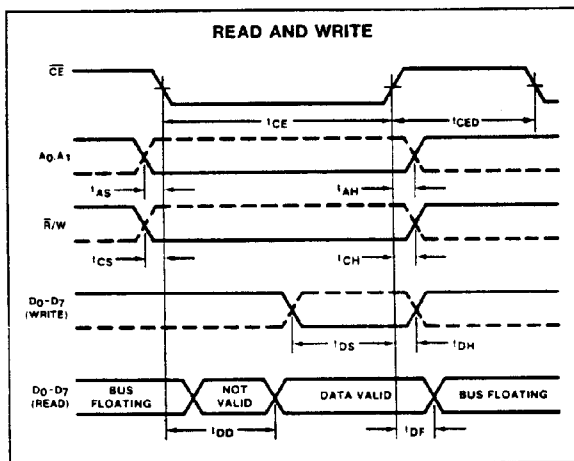 READ AND WRITE
CE
tCE
tCED
A0,A1
tAS
tAH
R/W
tCS
tCH
D0-D7
(WRITE)
tDS
tDH
D0-D7
(READ)
BUS
FLOATING
NOT
VALID
DATA VALID
BUS FLOATING
tDD
tDF